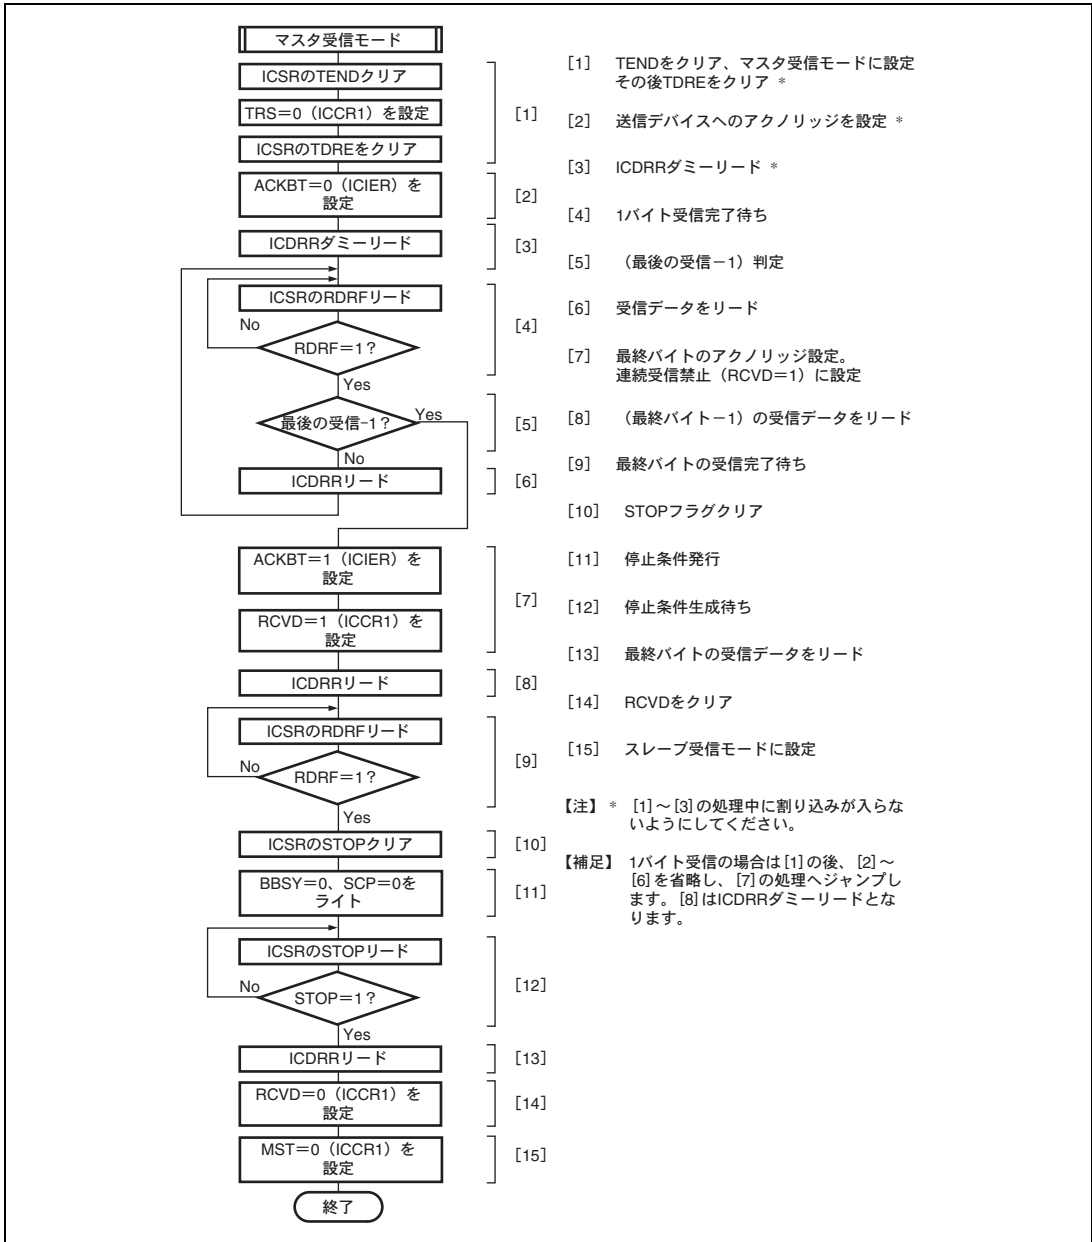 マスタ受信モード
ICSRのTENDクリア
TRS=0（ICCR1）を設定
ICSRのTDREをクリア
[1]
ACKBT=0（ICIER）を
設定
[2]
ICDRRダミーリード
[3]
ICSRのRDRFリード
No
RDRF=1？
[4]
Yes
最後の受信-1？
Yes
[5]
No
ICDRRリード
[6]
ACKBT=1（ICIER）を
設定
RCVD=1（ICCR1）を
設定
[7]
ICDRRリード
[8]
ICSRのRDRFリード
No
RDRF=1？
[9]
Yes
ICSRのSTOPクリア
[10]
BBSY=0、SCP=0を
ライト
[11]
ICSRのSTOPリード
No
STOP=1？
[12]
Yes
ICDRRリード
[13]
RCVD=0（ICCR1）を
設定
[14]
MST=0（ICCR1）を
設定
[15]
終了
[1] TENDをクリア、マスタ受信モードに設定
その後TDREをクリア *
[2] 送信デバイスへのアクノリッジを設定 *
[3] ICDRRダミーリード *
[4] 1バイト受信完了待ち
[5] （最後の受信−1）判定
[6] 受信データをリード
[7] 最終バイトのアクノリッジ設定。
連続受信禁止（RCVD=1）に設定
[8] （最終バイト−1）の受信データをリード
[9] 最終バイトの受信完了待ち
[10] STOPフラグクリア
[11] 停止条件発行
[12] 停止条件生成待ち
[13] 最終バイトの受信データをリード
[14] RCVDをクリア
[15] スレーブ受信モードに設定
【注】 * [1]〜[3]の処理中に割り込みが入らな
いようにしてください。
【補足】 1バイト受信の場合は[1]の後、[2]〜
[6]を省略し、[7]の処理へジャンプし
ます。[8]はICDRRダミーリードとな
ります。